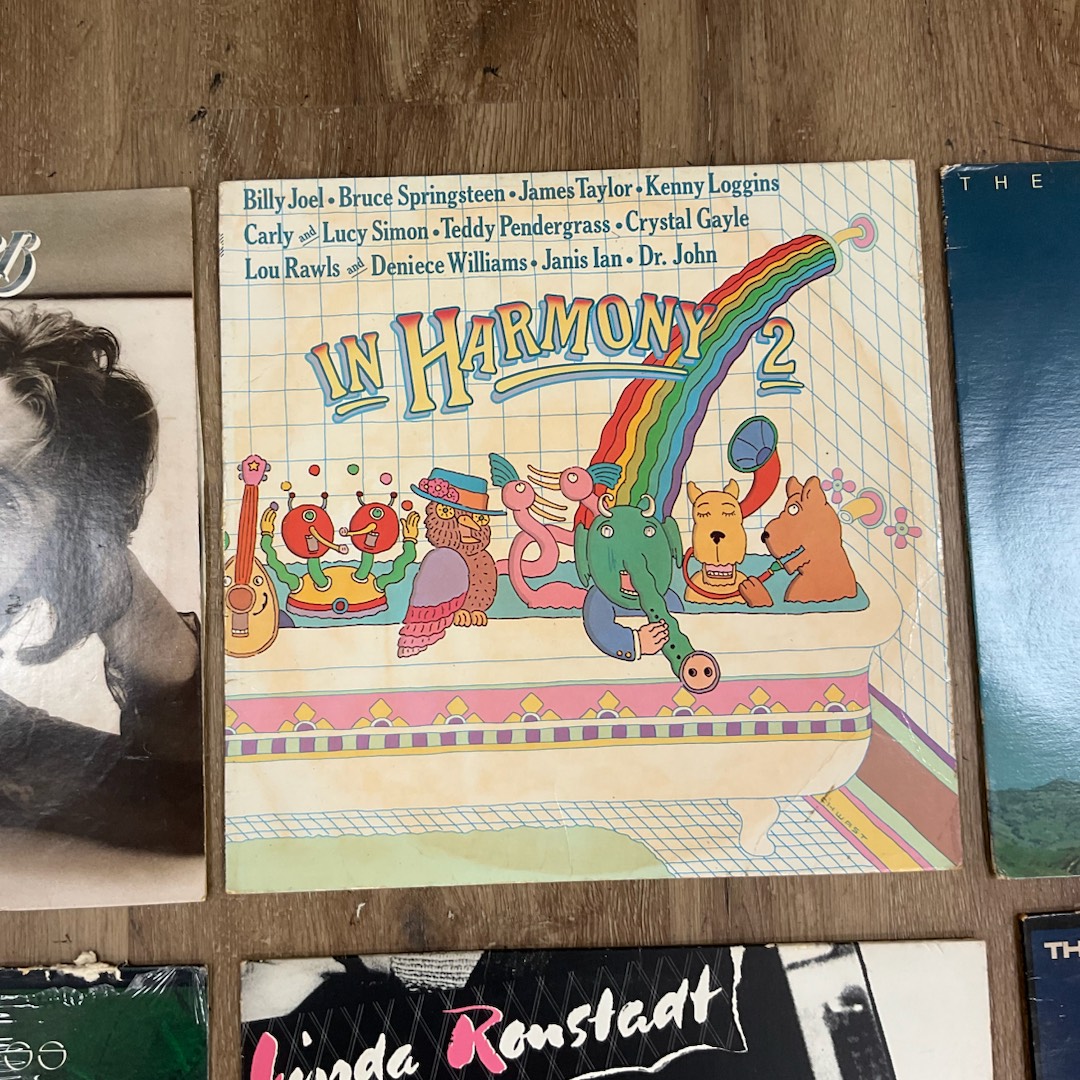 Billy Joel • Bruce Springsteen • James Taylor • Kenny Loggins
Carly and Lucy Simon • Teddy Pendergrass • Crystal Gayle
Lou Rawls and Deniece Williams • Janis Ian • Dr. John
IN HARMONY 2
THE
Linda Ronstadt
TH